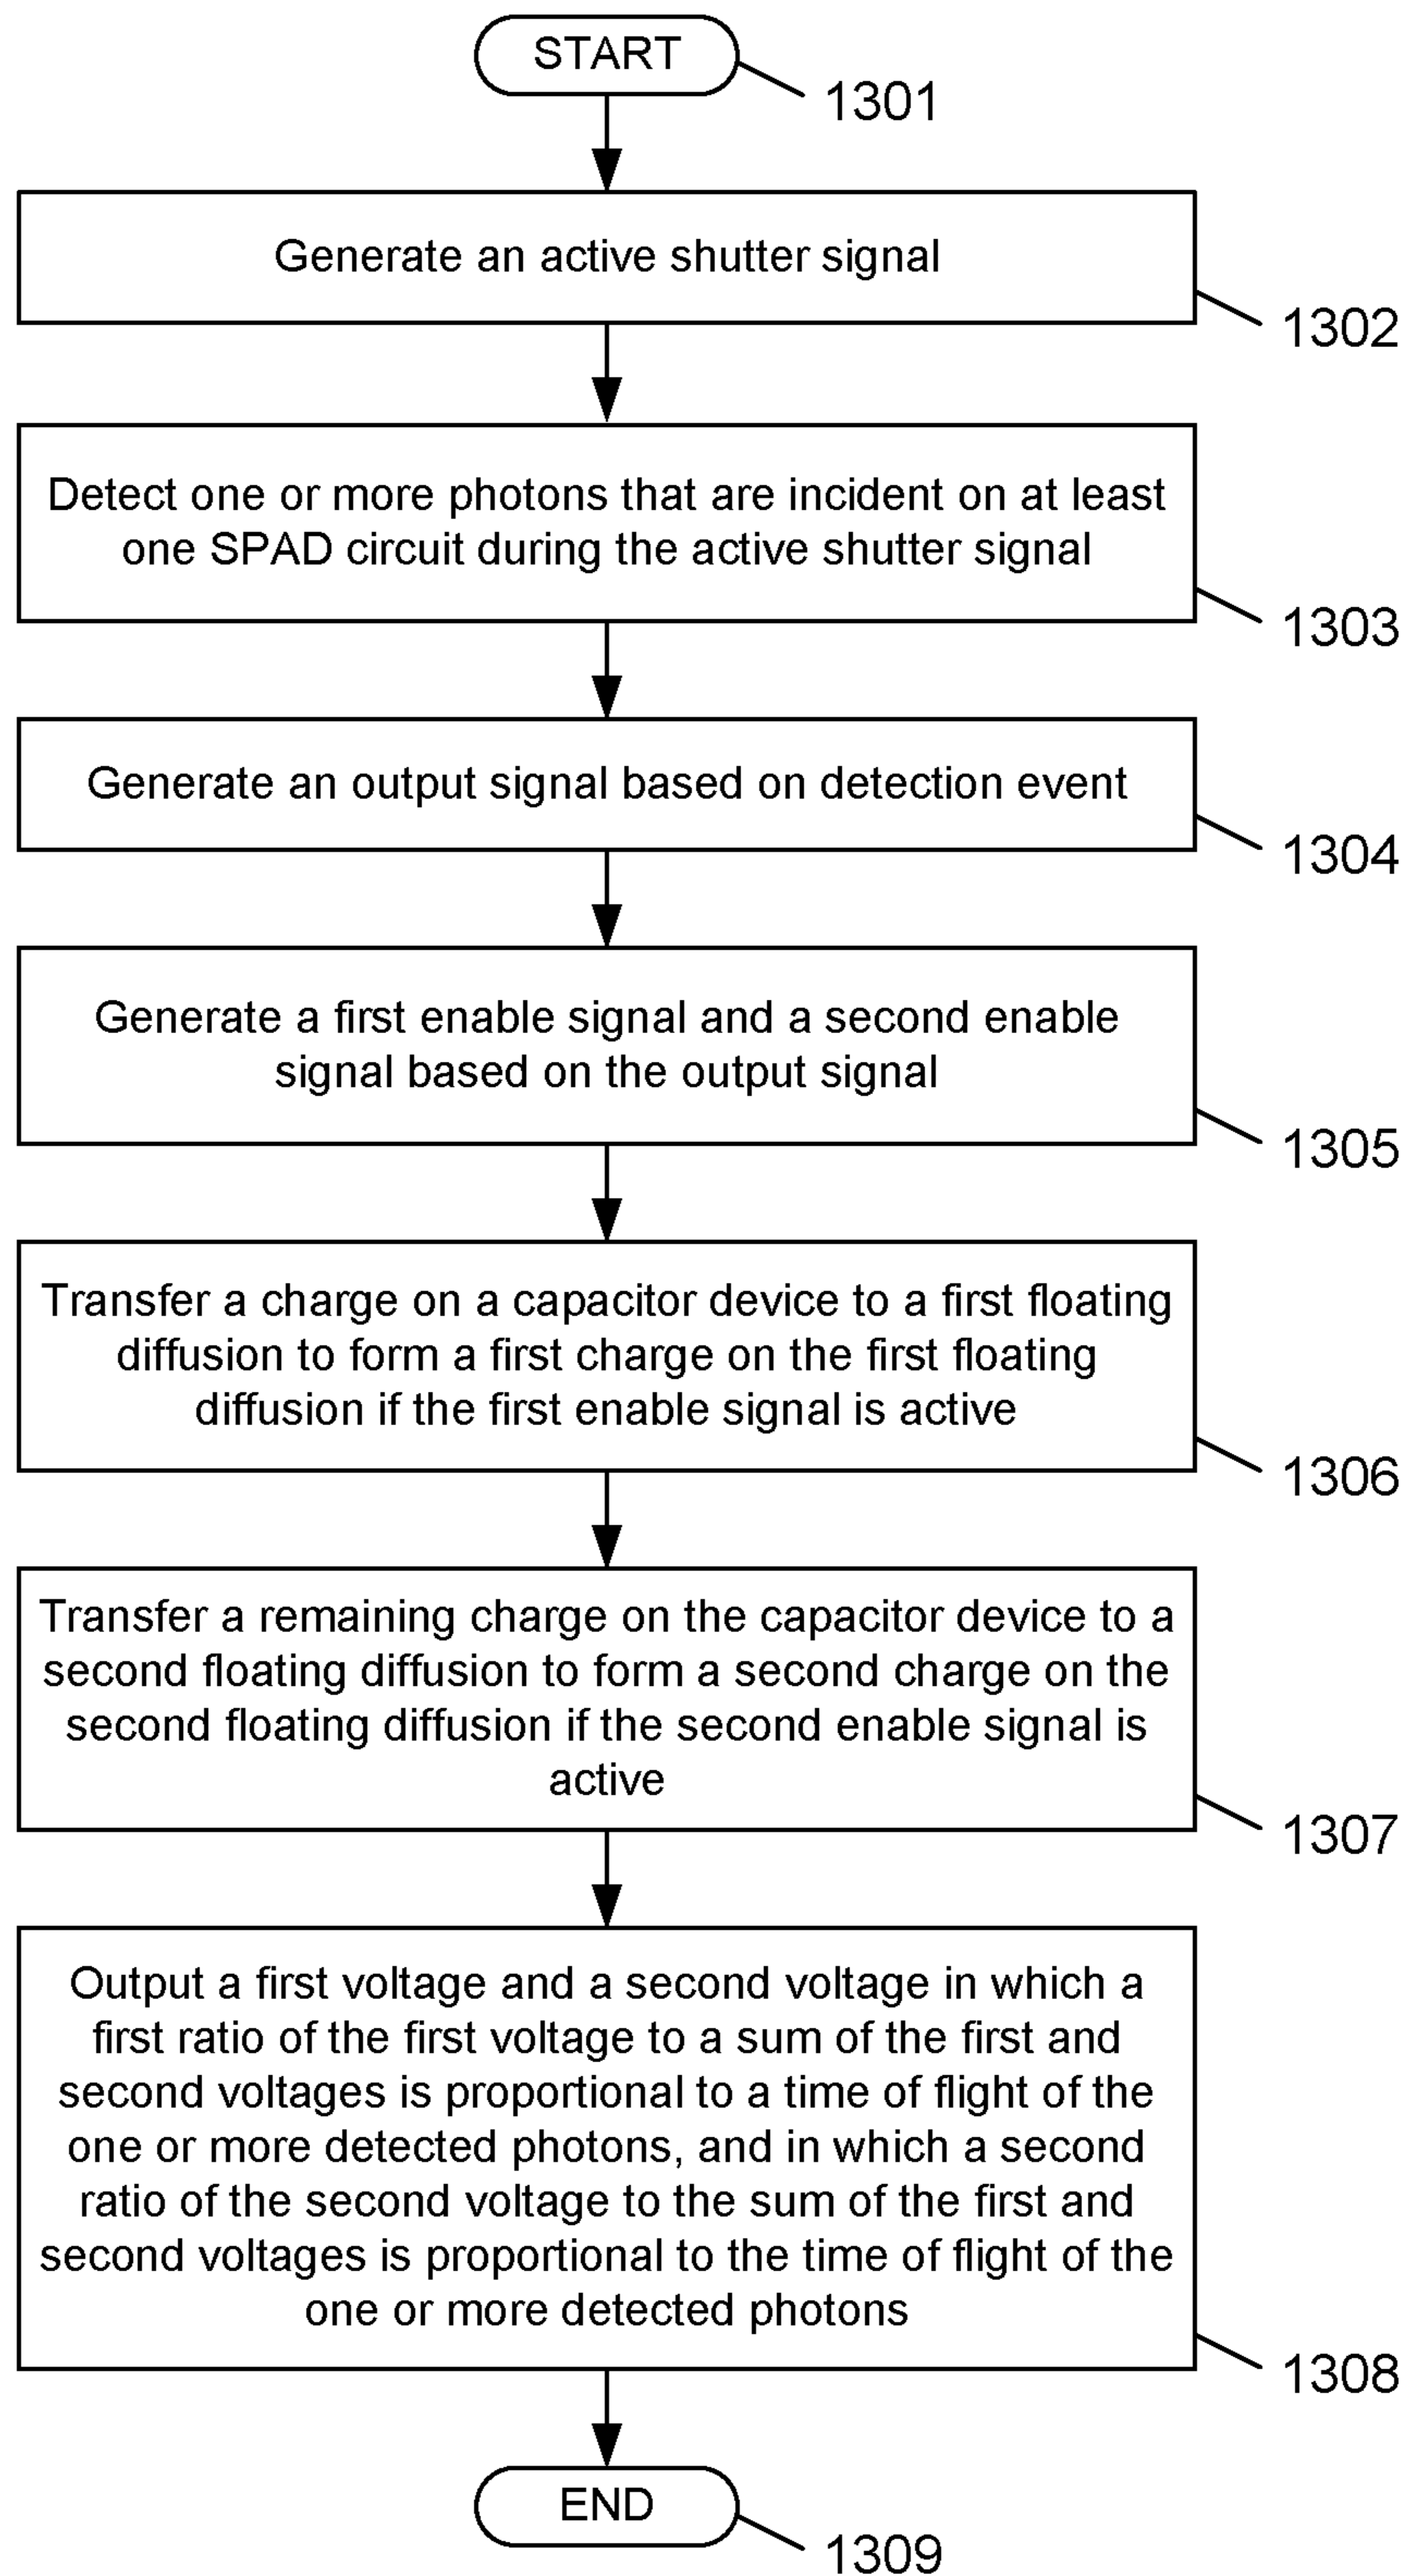 START
1301
Generate an active shutter signal
1302
Detect one or more photons that are incident on at least
one SPAD circuit during the active shutter signal
1303
Generate an output signal based on detection event
1304
Generate a first enable signal and a second enable
signal based on the output signal
1305
Transfer a charge on a capacitor device to a first floating
diffusion to form a first charge on the first floating
diffusion if the first enable signal is active
1306
Transfer a remaining charge on the capacitor device to a
second floating diffusion to form a second charge on the
second floating diffusion if the second enable signal is
active
1307
Output a first voltage and a second voltage in which a
first ratio of the first voltage to a sum of the first and
second voltages is proportional to a time of flight of the
one or more detected photons, and in which a second
ratio of the second voltage to the sum of the first and
second voltages is proportional to the time of flight of the
one or more detected photons
1308
END
1309